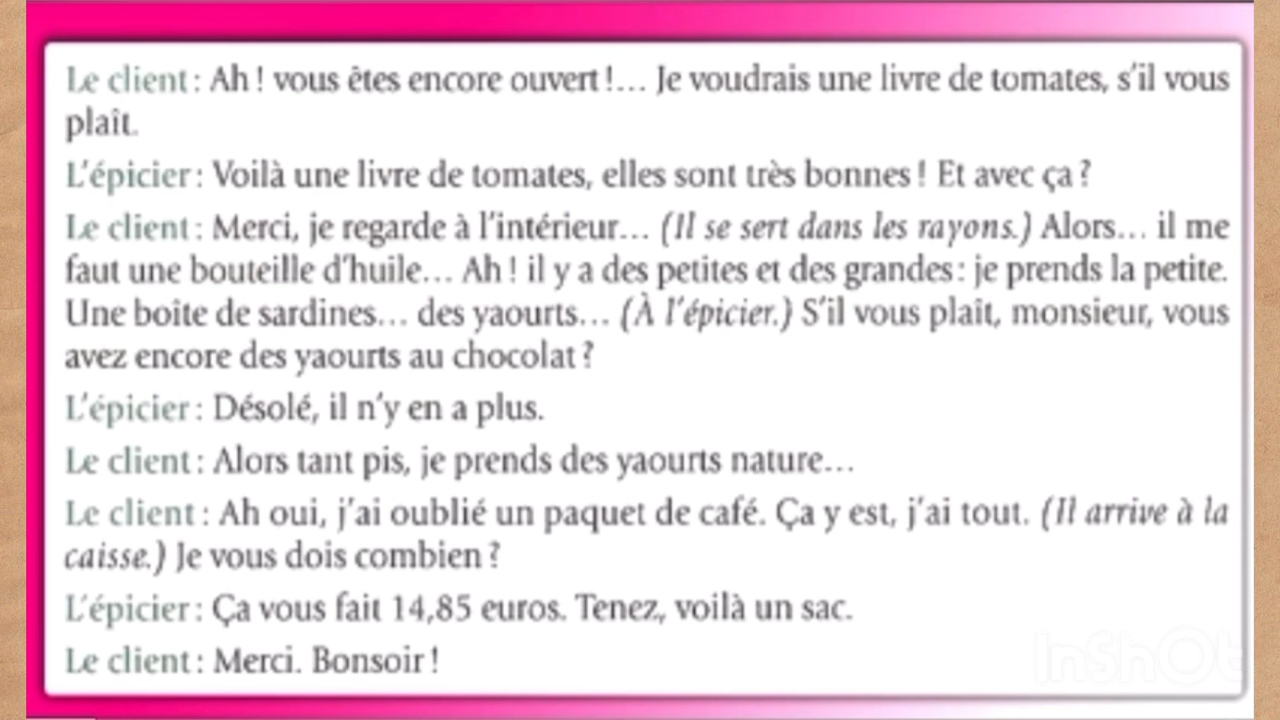 Le client : Ah ! vous êtes encore ouvert !... Je voudrais une livre de tomates, s'il vous
plaît.
L'épicier : Voilà une livre de tomates, elles sont très bonnes ! Et avec ça ?
Le client : Merci, je regarde à l'intérieur... (Il se sert dans les rayons.) Alors... il me
faut une bouteille d'huile... Ah ! il y a des petites et des grandes : je prends la petite.
Une boîte de sardines... des yaourts... (À l'épicier.) S'il vous plaît, monsieur, vous
avez encore des yaourts au chocolat ?
L'épicier : Désolé, il n'y en a plus.
Le client : Alors tant pis, je prends des yaourts nature...
Le client : Ah oui, j'ai oublié un paquet de café. Ça y est, j'ai tout. (Il arrive à la
caisse.) Je vous dois combien ?
L'épicier : Ça vous fait 14,85 euros. Tenez, voilà un sac.
Le client : Merci. Bonsoir !
InShOt